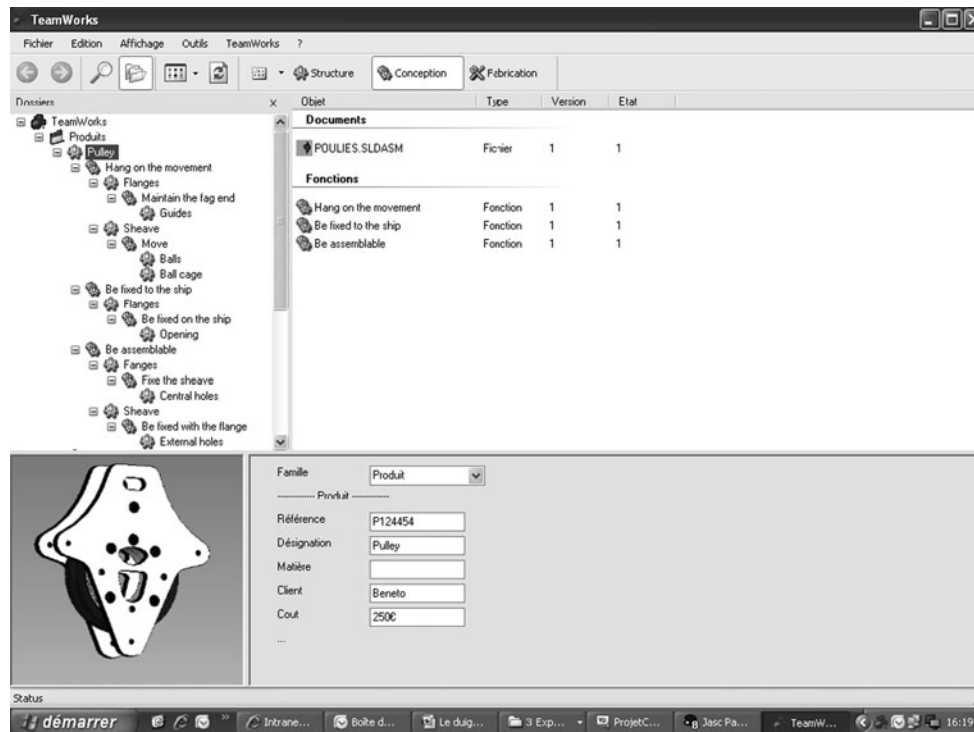 TeamWorks
Fichier Edition Affichage Outils TeamWorks ?
Structure Conception Fabrication
Dossiers x
Objet Type Version Etat
TeamWorks
Produits
Pulley
Hang on the movement
Flanges
Maintain the fag end
Guides
Sheave
Move
Balls
Ball cage
Be fixed to the ship
Flanges
Be fixed on the ship
Opening
Be assemblable
Fanges
Fixe the sheave
Central holes
Sheave
Be fixed with the flange
External holes
Documents
POULIES.SLDASM Fichier 1 1
Fonctions
Hang on the movement Fonction 1 1
Be fixed to the ship Fonction 1 1
Be assemblable Fonction 1 1
Famille Produit
------------ Produit ------------
Référence P124454
Désignation Pulley
Matière
Client Beneto
Cout 250€
...
Status
démarrer » Intrane... Boîte d... Le duig... 3 Exp... ProjetC... Jasc Pa... TeamW... 16:19